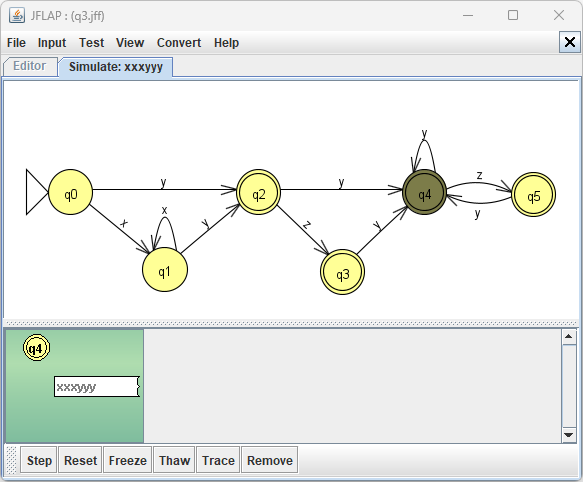 JFLAP : (q3.jff)
File Input Test View Convert Help
Editor Simulate: xxxyyy
y
y y z
q0 q2 q4 q5
x x y z y y
q1 q3
q4
xxxyyy
Step Reset Freeze Thaw Trace Remove